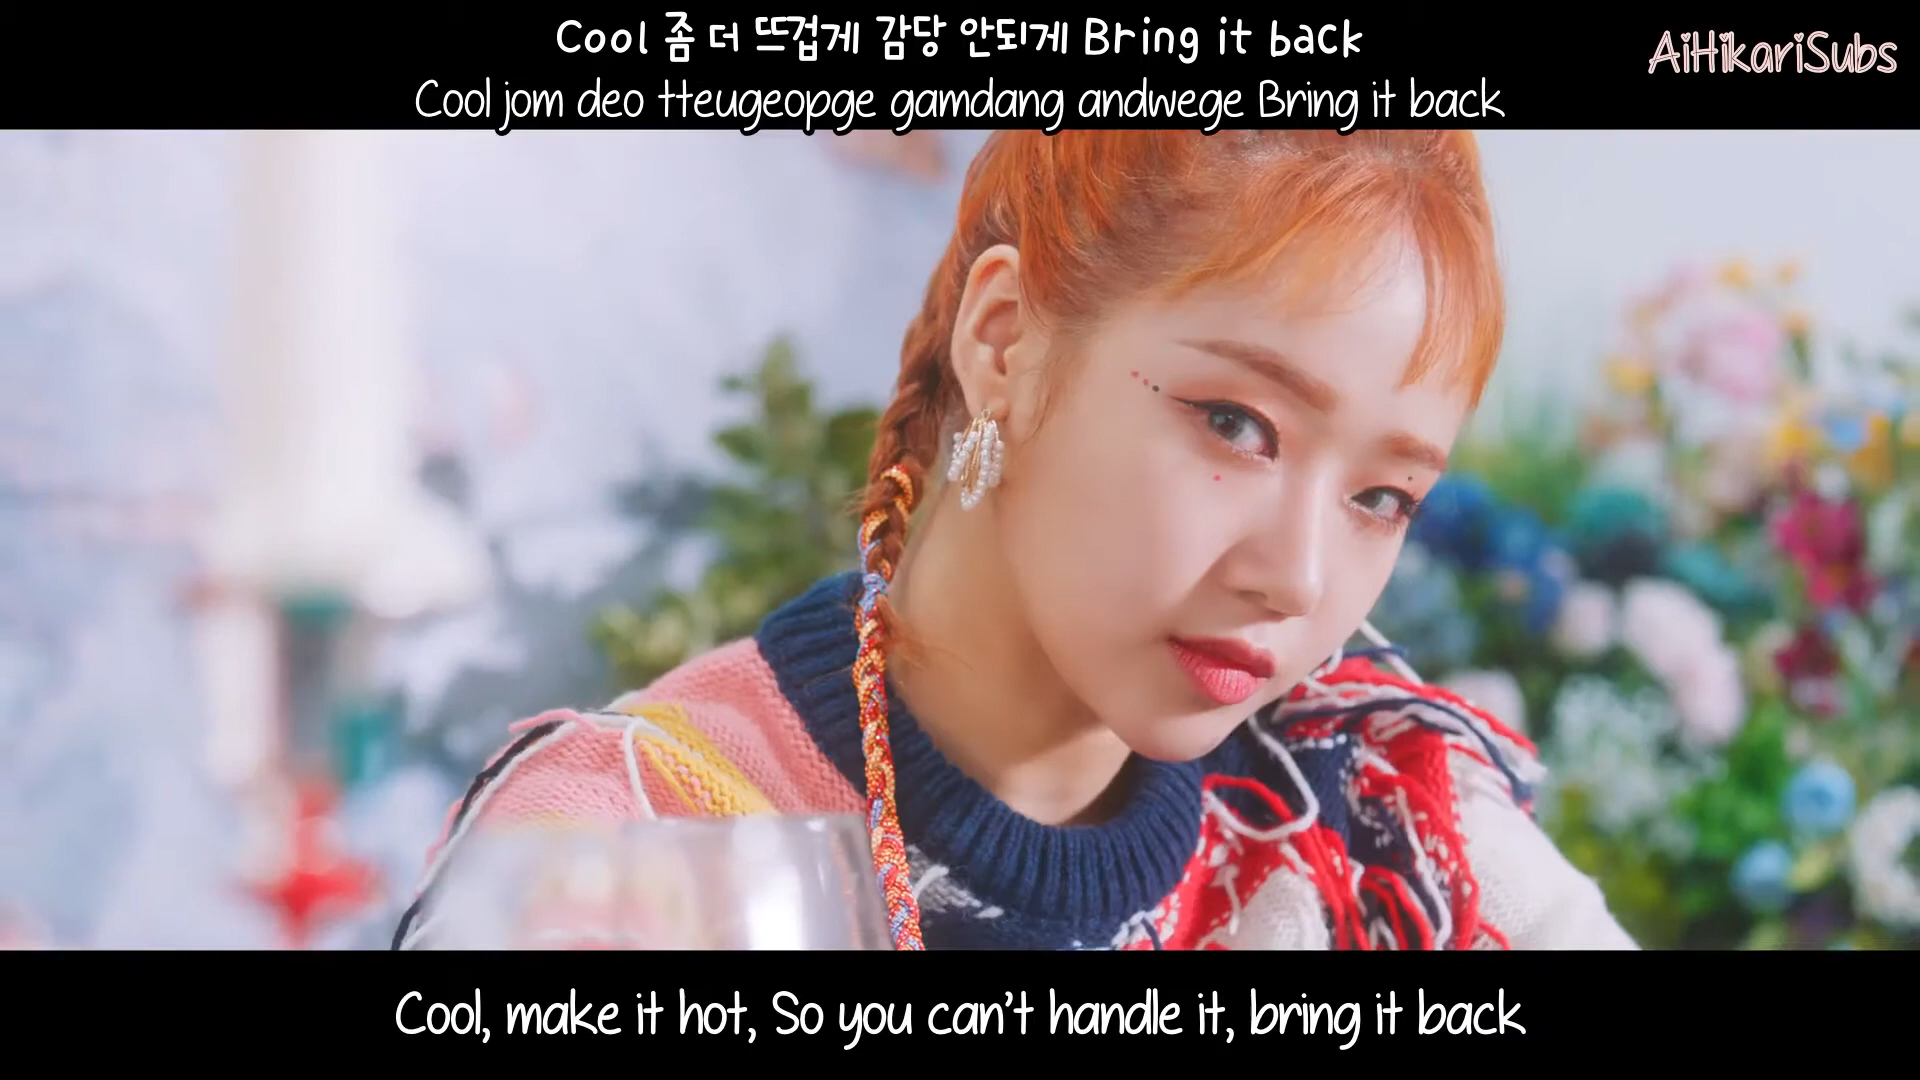 Cool 좀 더 뜨겁게 감당 안되게 Bring it back
AiHikariSubs
Cool jom deo tteugeopge gamdang andwege Bring it back
Cool, make it hot, So you can't handle it, bring it back